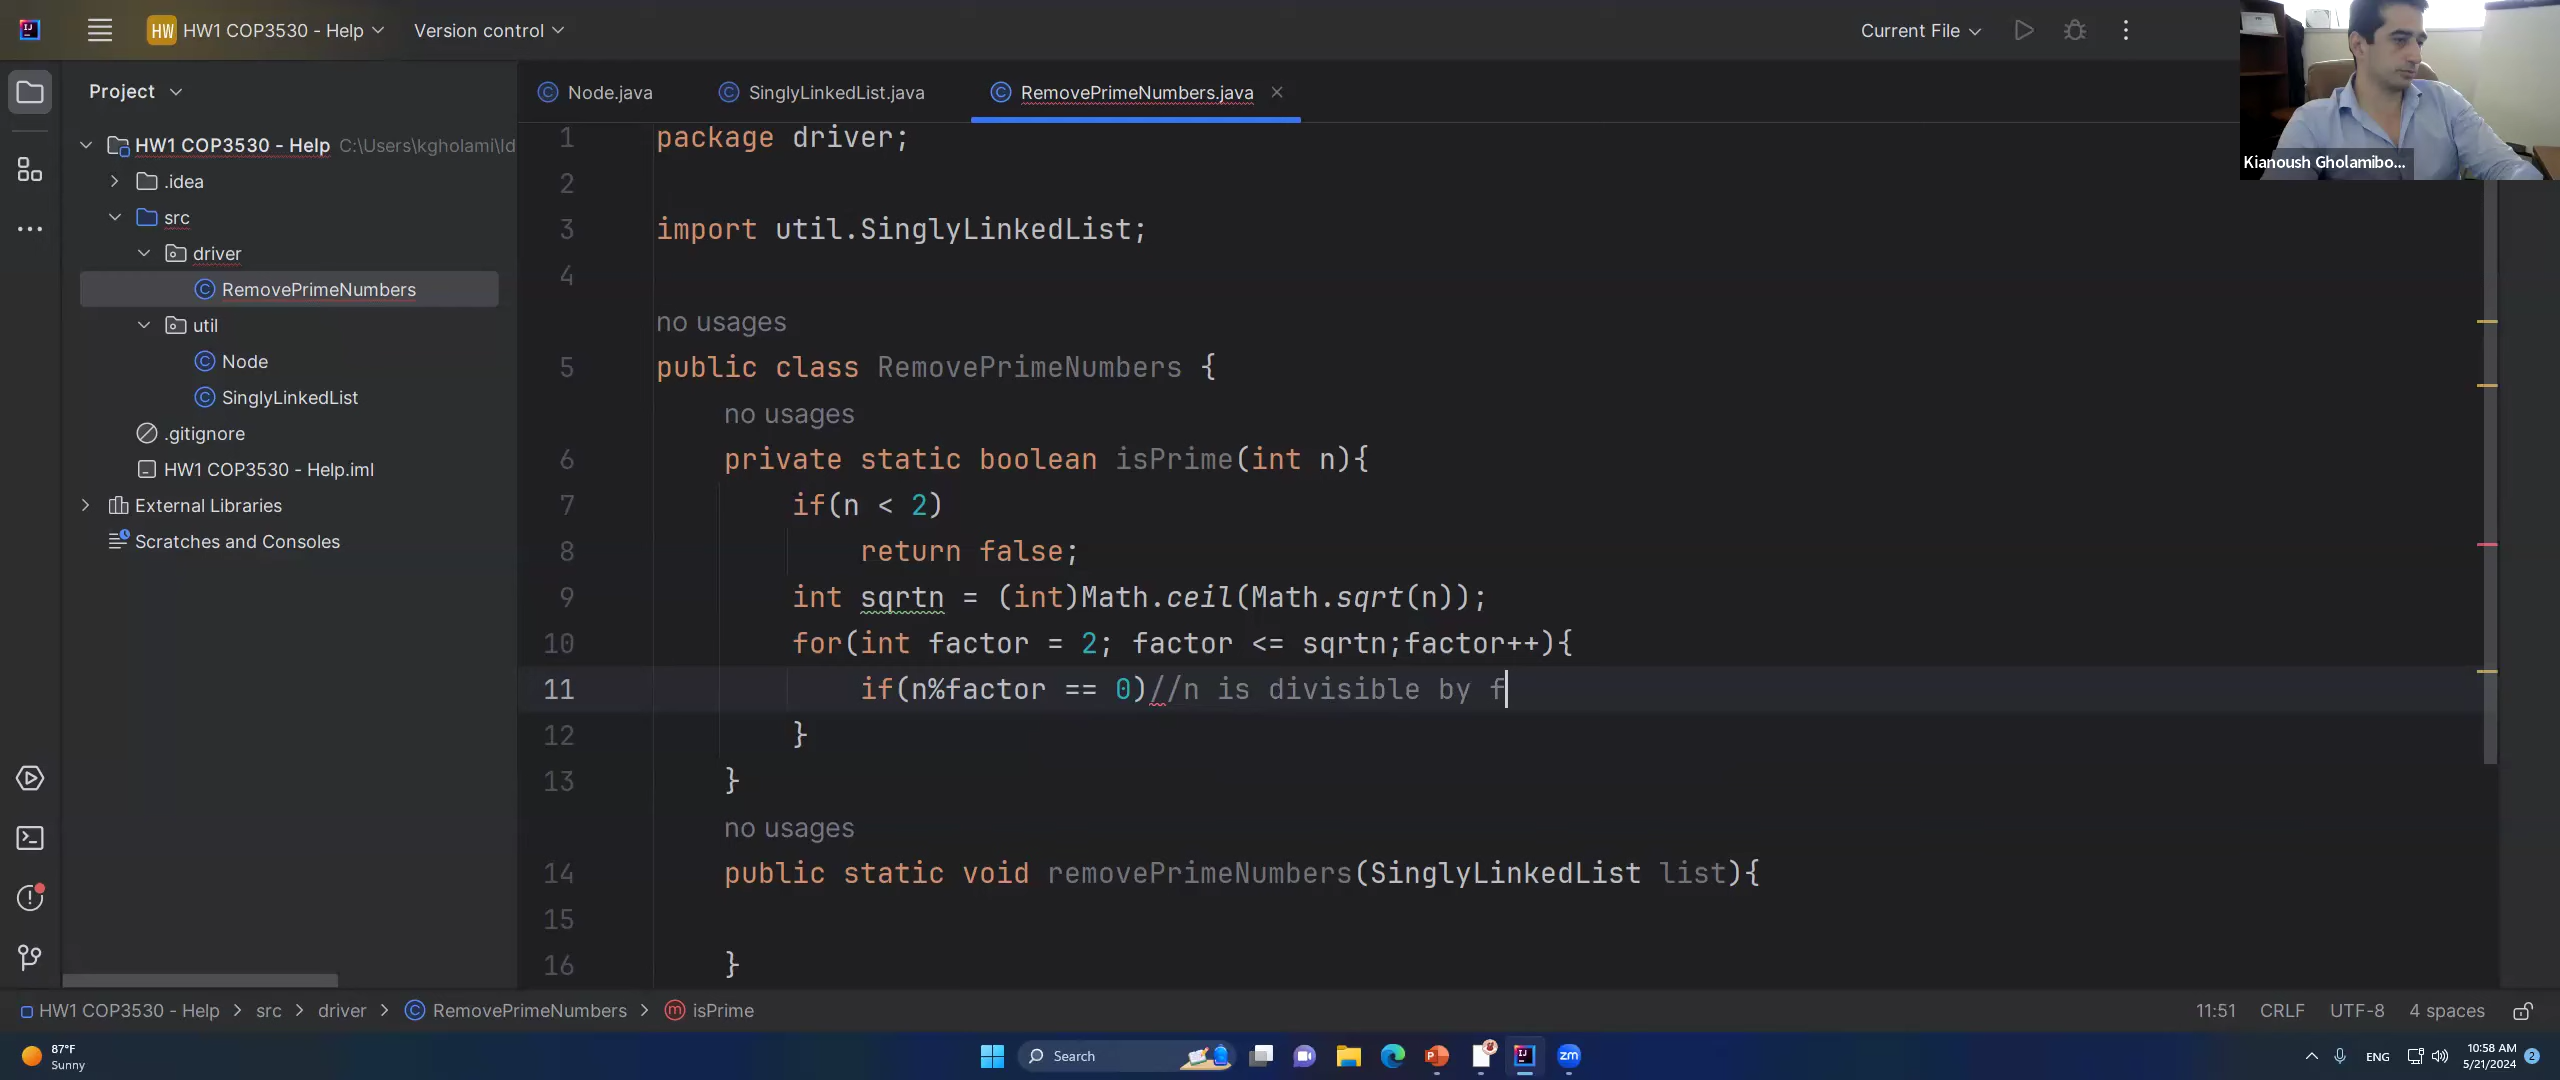 HW HW1 COP3530 - Help
Version control
Current File
Kianoush Gholamibo...
Project
HW1 COP3530 - Help C:\Users\kgholami\Id
.idea
src
driver
RemovePrimeNumbers
util
Node
SinglyLinkedList
.gitignore
HW1 COP3530 - Help.iml
External Libraries
Scratches and Consoles
Node.java
SinglyLinkedList.java
RemovePrimeNumbers.java
1 package driver;
2
3 import util.SinglyLinkedList;
4
no usages
5 public class RemovePrimeNumbers {
no usages
6 private static boolean isPrime(int n){
7 if(n < 2)
8 return false;
9 int sqrtn = (int)Math.ceil(Math.sqrt(n));
10 for(int factor = 2; factor <= sqrtn;factor++){
11 if(n%factor == 0)//n is divisible by f
12 }
13 }
no usages
14 public static void removePrimeNumbers(SinglyLinkedList list){
15
16 }
HW1 COP3530 - Help > src > driver > RemovePrimeNumbers > isPrime
11:51 CRLF UTF-8 4 spaces
87°F
Sunny
Search
zm
ENG
10:58 AM
5/21/2024
2